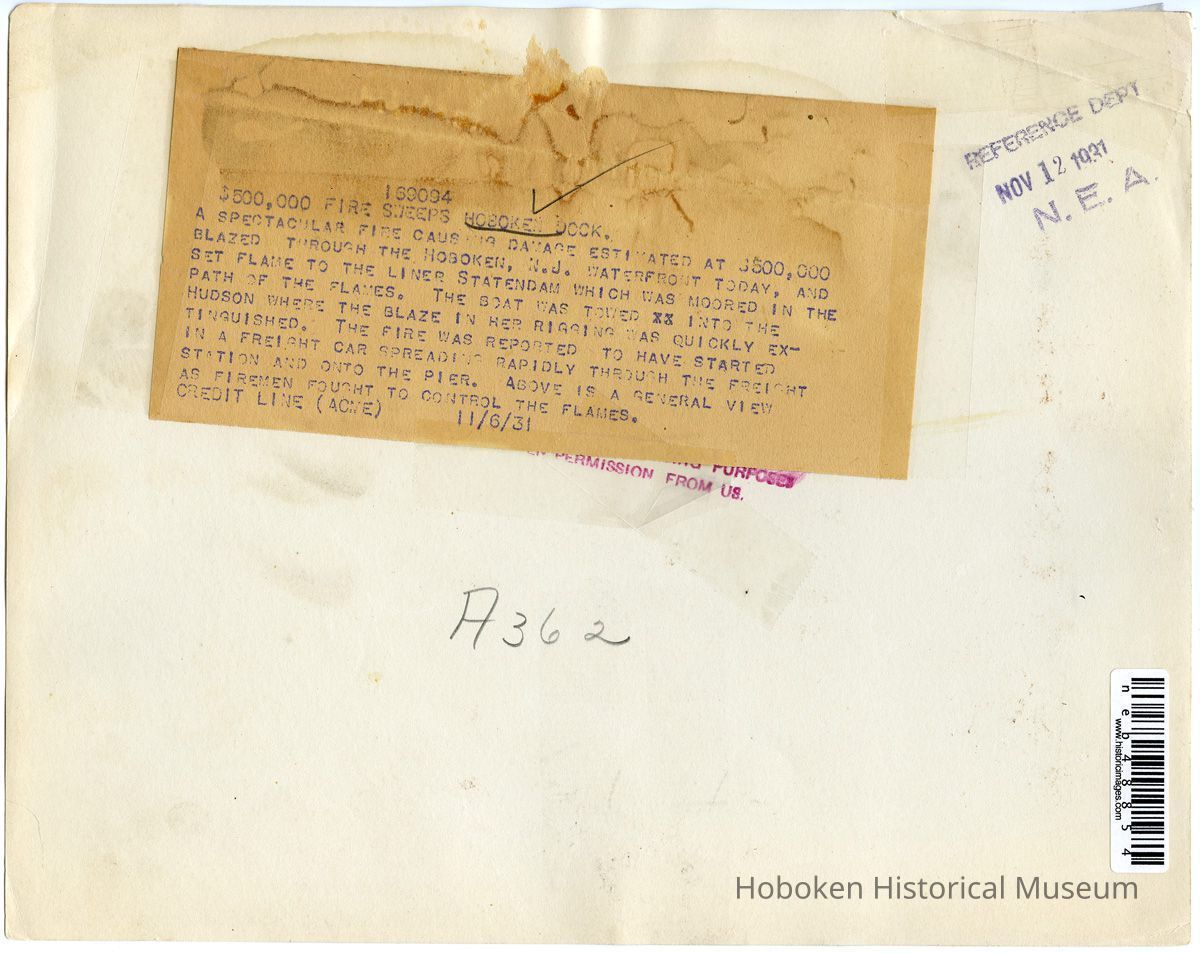 169094
$500,000 FIRE SWEEPS HOBOKEN DOCK.
A SPECTACULAR FIRE CAUSING DAMAGE ESTIMATED AT $500,000
BLAZED THROUGH THE HOBOKEN, N.J. WATERFRONT TODAY, AND
SET FLAME TO THE LINER STATENDAM WHICH WAS MOORED IN THE
PATH OF THE FLAMES. THE BOAT WAS TOWED XX INTO THE
HUDSON WHERE THE BLAZE IN HER RIGGING WAS QUICKLY EX-
TINGUISHED. THE FIRE WAS REPORTED TO HAVE STARTED
IN A FREIGHT CAR SPREADING RAPIDLY THROUGH THE FREIGHT
STATION AND ONTO THE PIER. ABOVE IS A GENERAL VIEW
AS FIREMEN FOUGHT TO CONTROL THE FLAMES.
CREDIT LINE (ACME) 11/6/31
REFERENCE DEPT
NOV 12 1931
N. E. A.
PURPOSES
PERMISSION FROM US.
A362
neb48854
www.historicimages.com
Hoboken Historical Museum